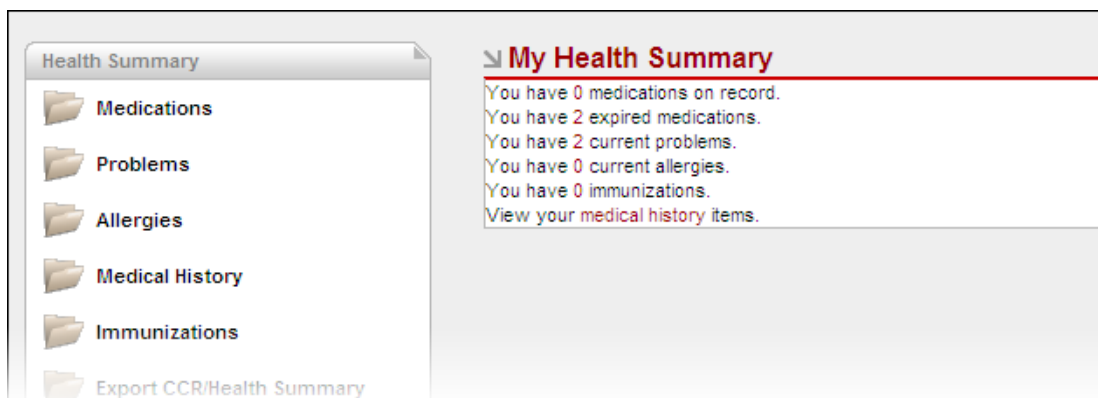 Health Summary
Medications
Problems
Allergies
Medical History
Immunizations
Export CCR/Health Summary
My Health Summary
You have 0 medications on record.
You have 2 expired medications.
You have 2 current problems.
You have 0 current allergies.
You have 0 immunizations.
View your medical history items.